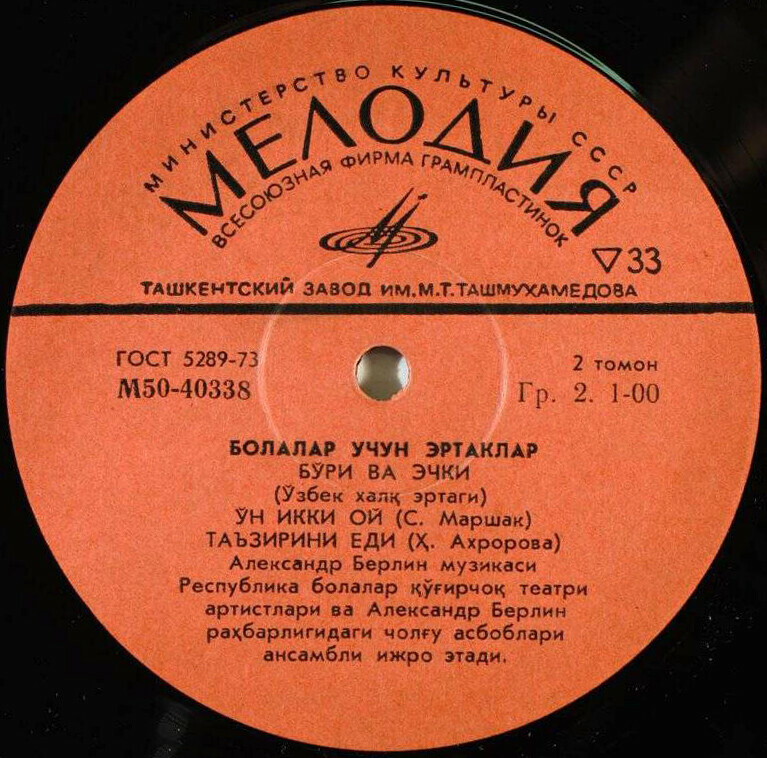 МИНИСТЕРСТВО КУЛЬТУРЫ СССР
МЕЛОДИЯ
ВСЕСОЮЗНАЯ ФИРМА ГРАМПЛАСТИНОК
▽33
ТАШКЕНТСКИЙ ЗАВОД ИМ.М.Т.ТАШМУХАМЕДОВА
ГОСТ 5289-73
2 томон
М50-40338
Гр. 2. 1-00
БОЛАЛАР УЧУН ЭРТАКЛАР
БЎРИ ВА ЭЧКИ
(Ўзбек халқ эртаги)
ЎН ИККИ ОЙ (С. Маршак)
ТАЪЗИРИНИ ЕДИ (Ҳ. Ахророва)
Александр Берлин музикаси
Республика болалар қўғирчоқ театри
артистлари ва Александр Берлин
раҳбарлигидаги чолғу асбоблари
ансамбли ижро этади.